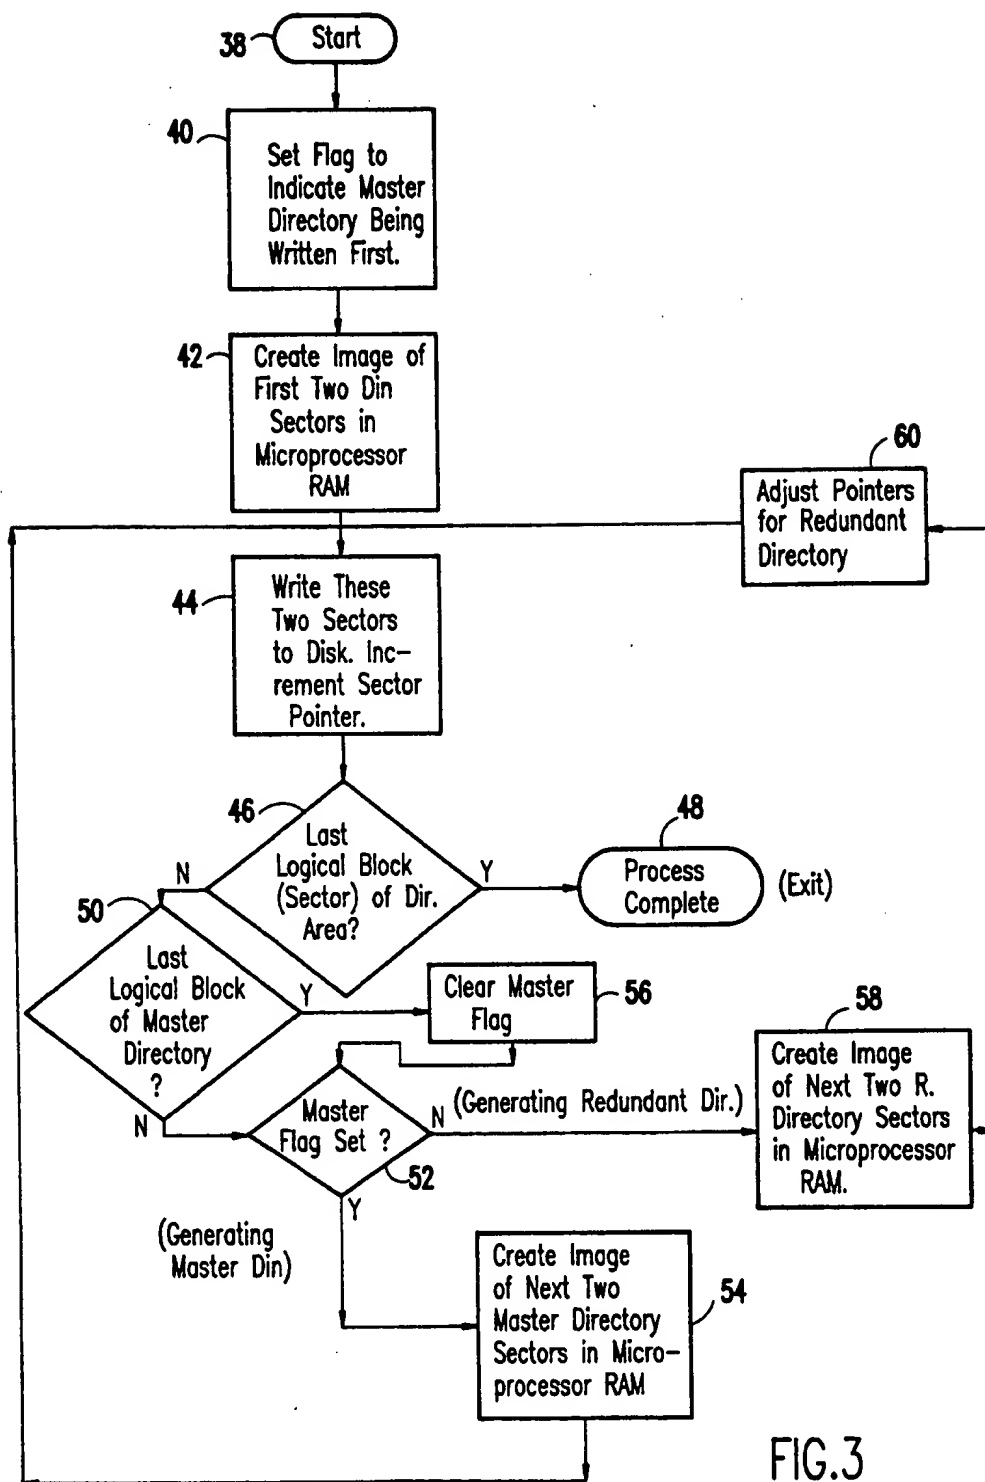 38
Start
40
Set Flag to
Indicate Master
Directory Being
Written First.
42
Create Image of
First Two Din
Sectors in
Microprocessor
RAM
60
Adjust Pointers
for Redundant
Directory
44
Write These
Two Sectors
to Disk. Inc-
rement Sector
Pointer.
46
Last
Logical Block
(Sector) of Dir.
Area?
N
Y
48
Process
Complete
(Exit)
50
Last
Logical Block
of Master
Directory
?
Y
N
Clear Master
Flag
56
Master
Flag Set ?
52
N
(Generating Redundant Dir.)
Y
58
Create Image
of Next Two R.
Directory Sectors
in Microprocessor
RAM.
(Generating
Master Din)
Create Image
of Next Two
Master Directory
Sectors in Micro-
processor RAM
54
FIG.3